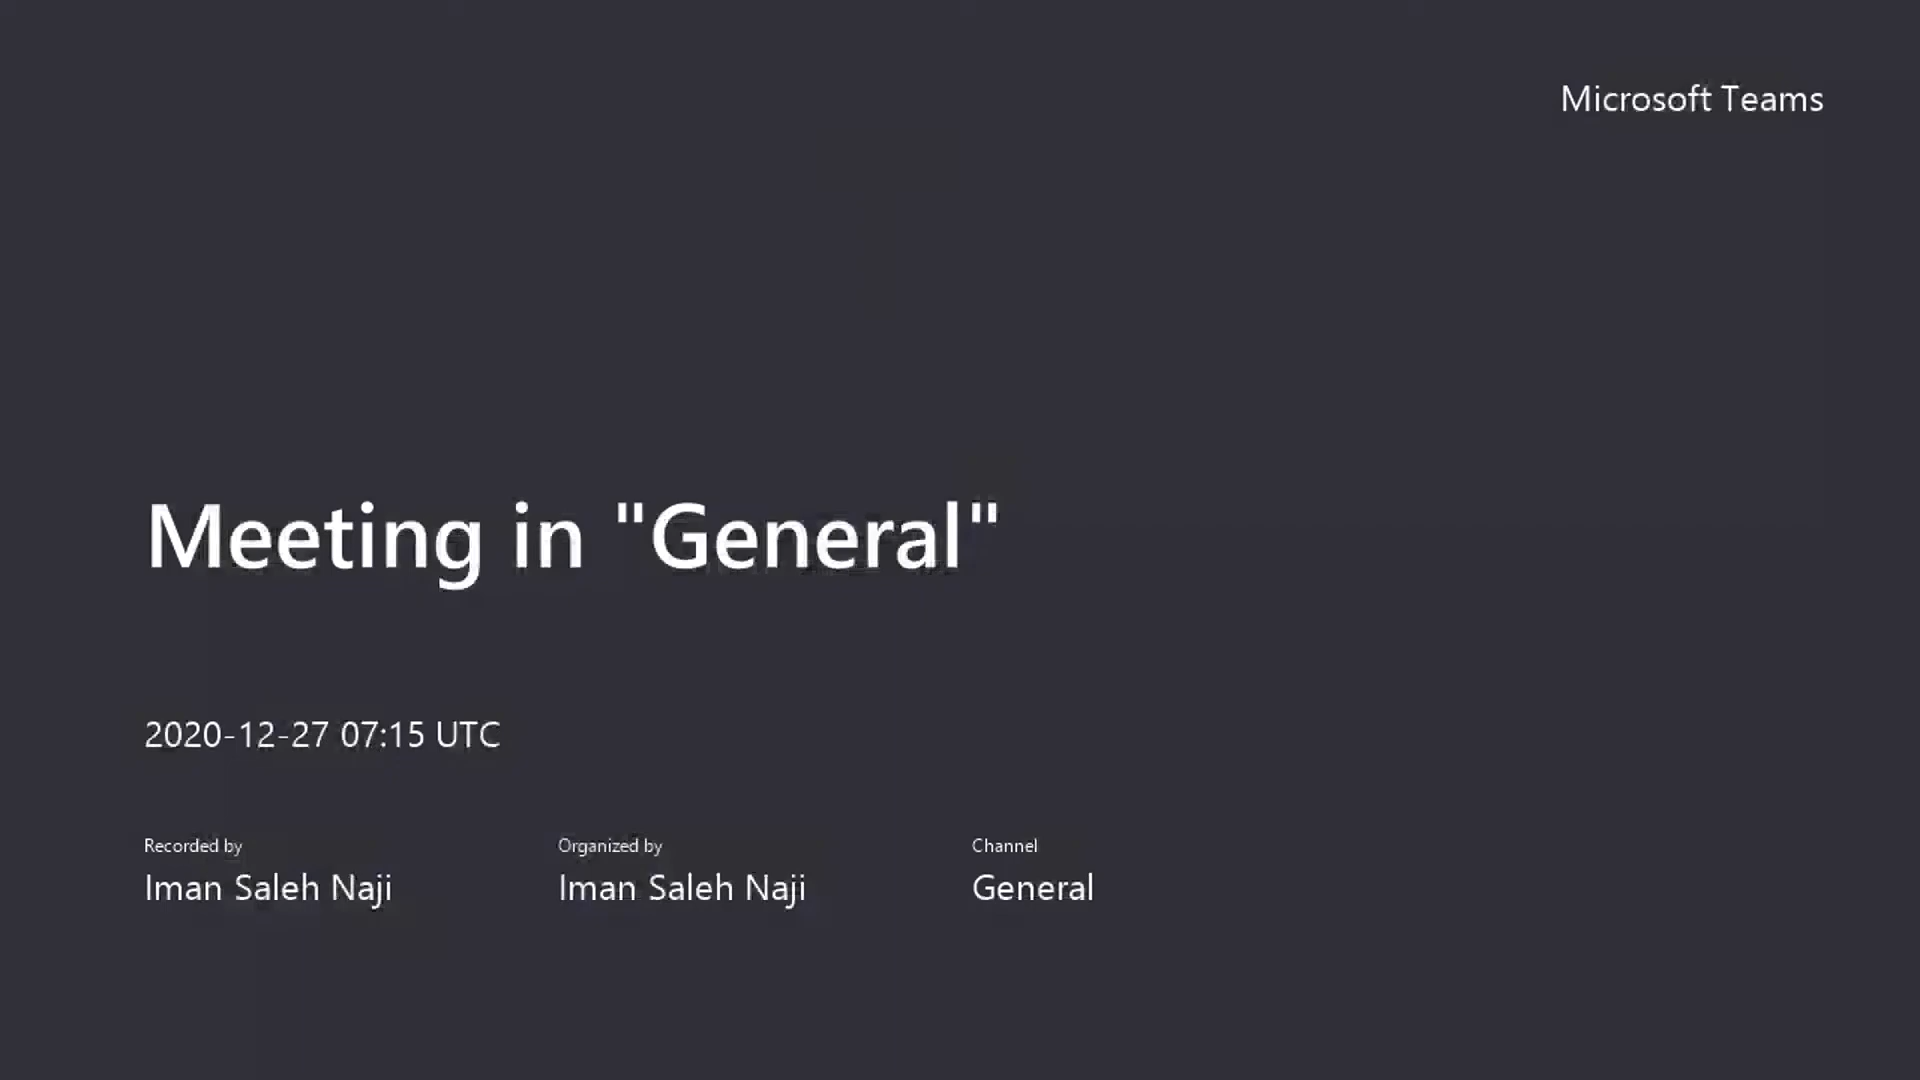 Microsoft Teams
Meeting in "General"
2020-12-27 07:15 UTC
Recorded by
Iman Saleh Naji
Organized by
Iman Saleh Naji
Channel
General